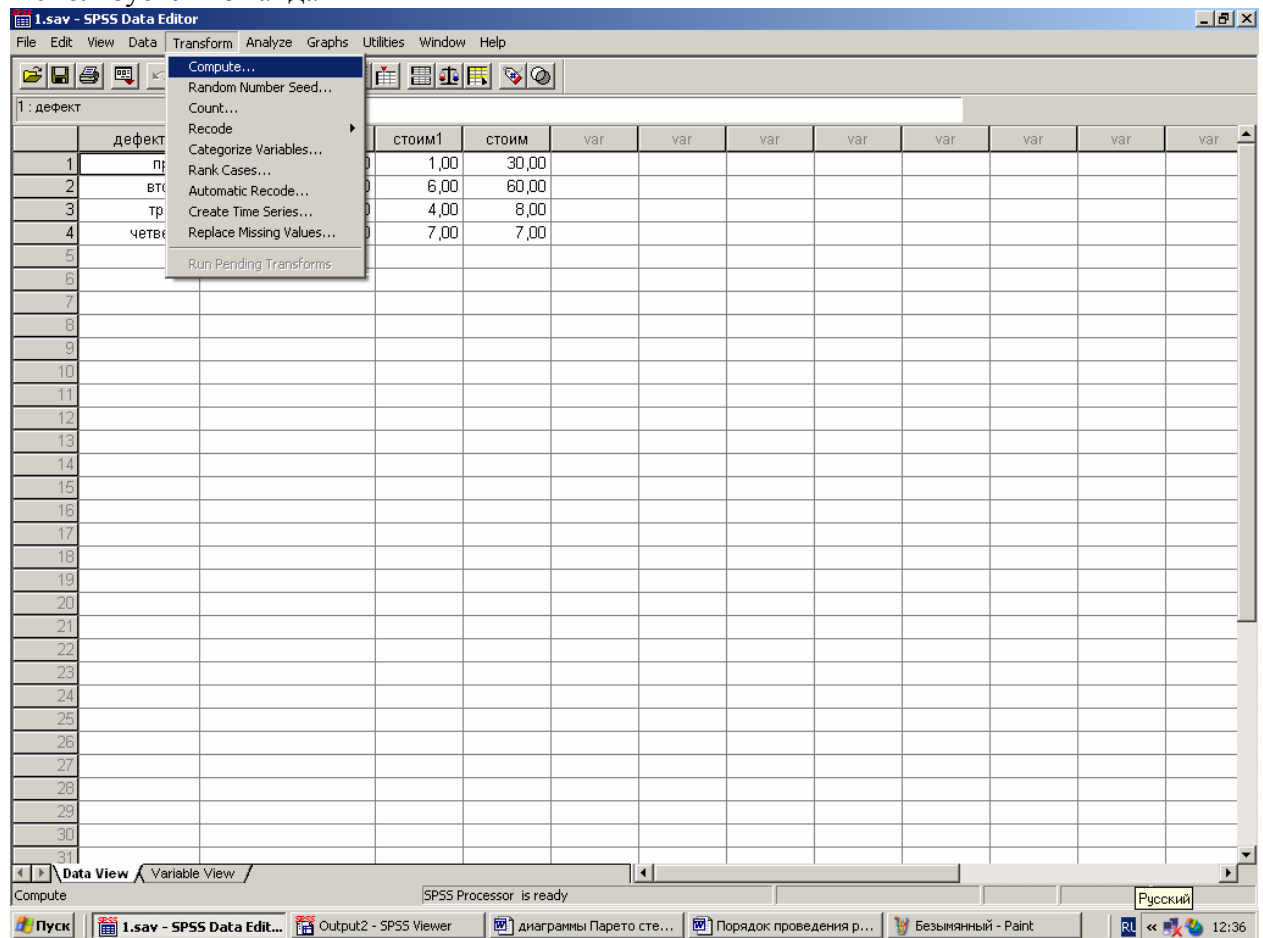 1.sav - SPSS Data Editor
File Edit View Data Transform Analyze Graphs Utilities Window Help
Compute...
Random Number Seed...
Count...
Recode
Categorize Variables...
Rank Cases...
Automatic Recode...
Create Time Series...
Replace Missing Values...
Run Pending Transforms
1 : дефект
дефект стоим1 стоим var var var var var var var var
1 1,00 30,00
2 6,00 60,00
3 4,00 8,00
4 7,00 7,00
5
6
7
8
9
10
11
12
13
14
15
16
17
18
19
20
21
22
23
24
25
26
27
28
29
30
31
Data View Variable View
Compute SPSS Processor is ready
Русский
Пуск 1.sav - SPSS Data Edit... Output2 - SPSS Viewer диаграммы Парето сте... Порядок проведения р... Безымянный - Paint RU « 12:36